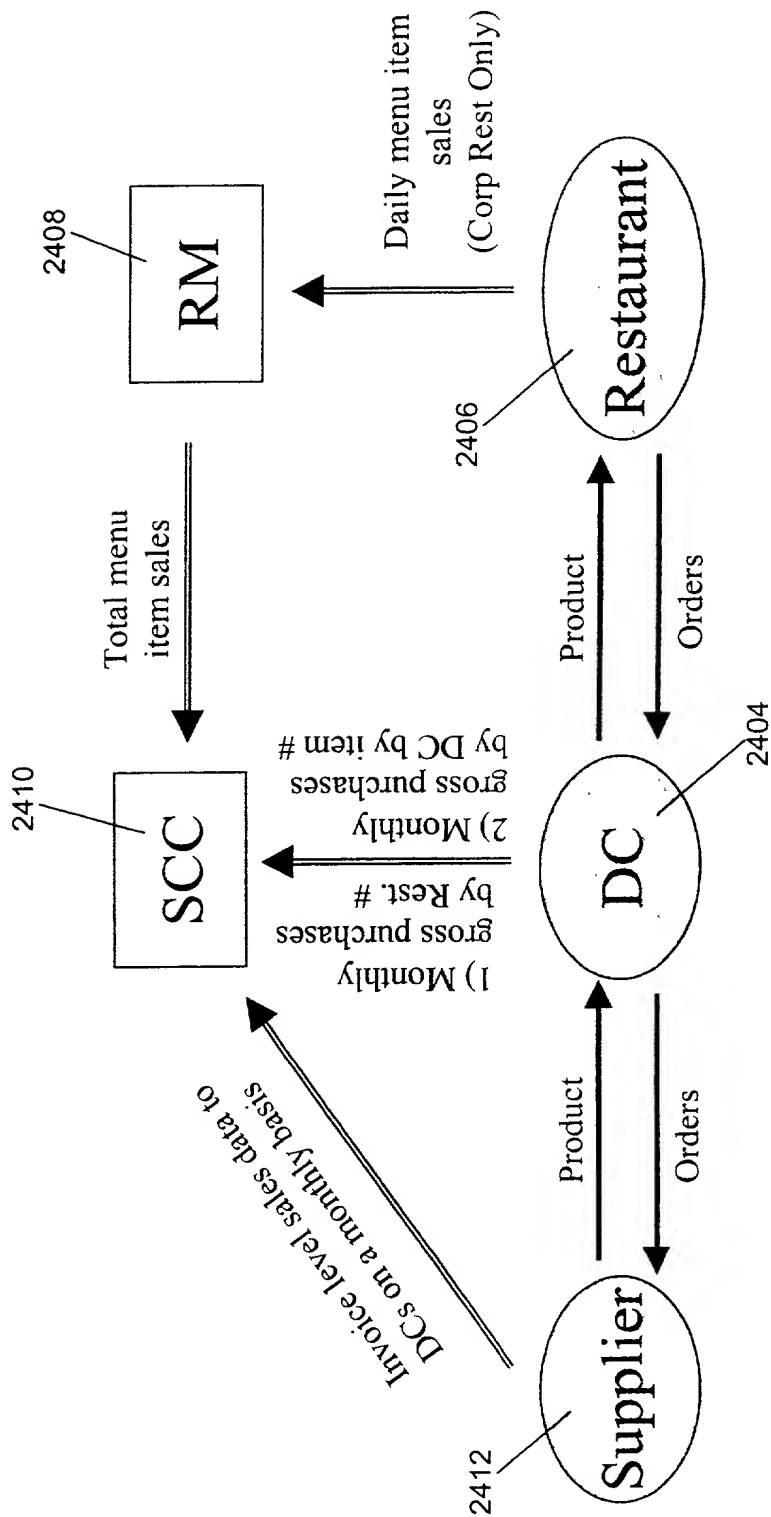 2410
SCC
Total menu
item sales
2408
RM
Daily menu item
sales
(Corp Rest Only)
Invoice level sales data to
DCs on a monthly basis
1) Monthly
gross purchases
by Rest. #
2) Monthly
gross purchases
by DC by item #
2412
Supplier
Product
Orders
DC
2404
Product
Orders
2406
Restaurant